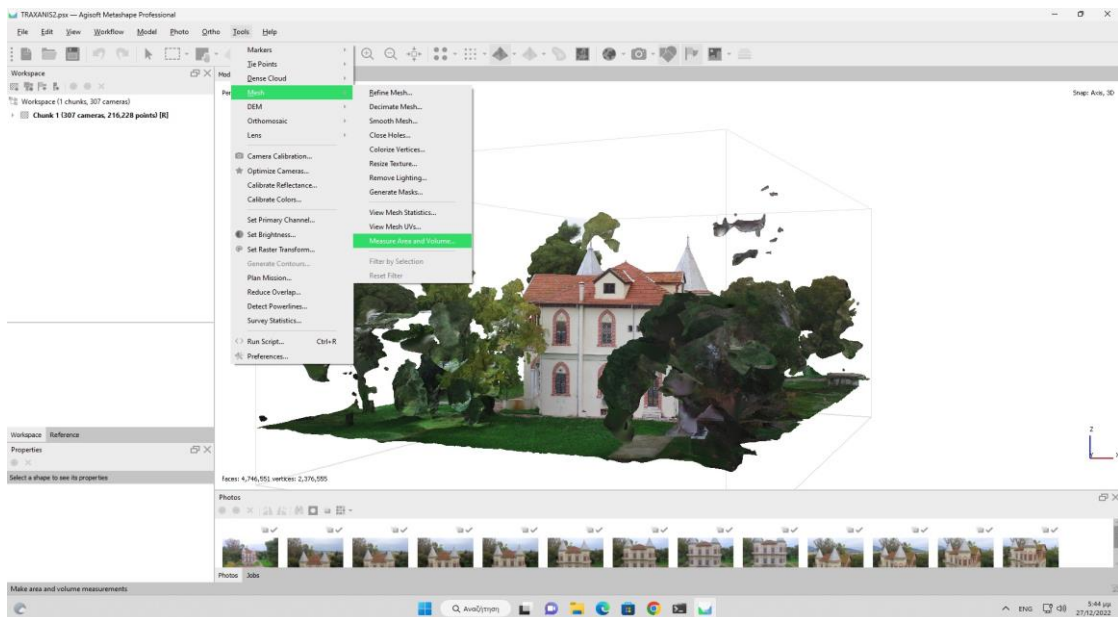 TRAXANIS2.psx — Agisoft Metashape Professional
File Edit View Workflow Model Photo Ortho Tools Help
Workspace
Workspace (1 chunks, 307 cameras)
Chunk 1 (307 cameras, 216,228 points) [R]
Markers
Tie Points
Dense Cloud
Mesh
DEM
Orthomosaic
Lens
Camera Calibration...
Optimize Cameras...
Calibrate Reflectance...
Calibrate Colors...
Set Primary Channel...
Set Brightness...
Set Raster Transform...
Generate Contours...
Plan Mission...
Reduce Overlap...
Detect Powerlines...
Survey Statistics...
Run Script... Ctrl+R
Preferences...
Refine Mesh...
Decimate Mesh...
Smooth Mesh...
Close Holes...
Colorize Vertices...
Resize Texture...
Remove Lighting...
Generate Masks...
View Mesh Statistics...
View Mesh UVs...
Measure Area and Volume...
Filter by Selection
Reset Filter
Snap: Axis, 3D
Z
X
faces: 4,746,551 vertices: 2,376,555
Workspace Reference
Properties
Select a shape to see its properties
Photos
Photos Jobs
Make area and volume measurements
Αναζήτηση
ENG
5:44 μμ
27/12/2022